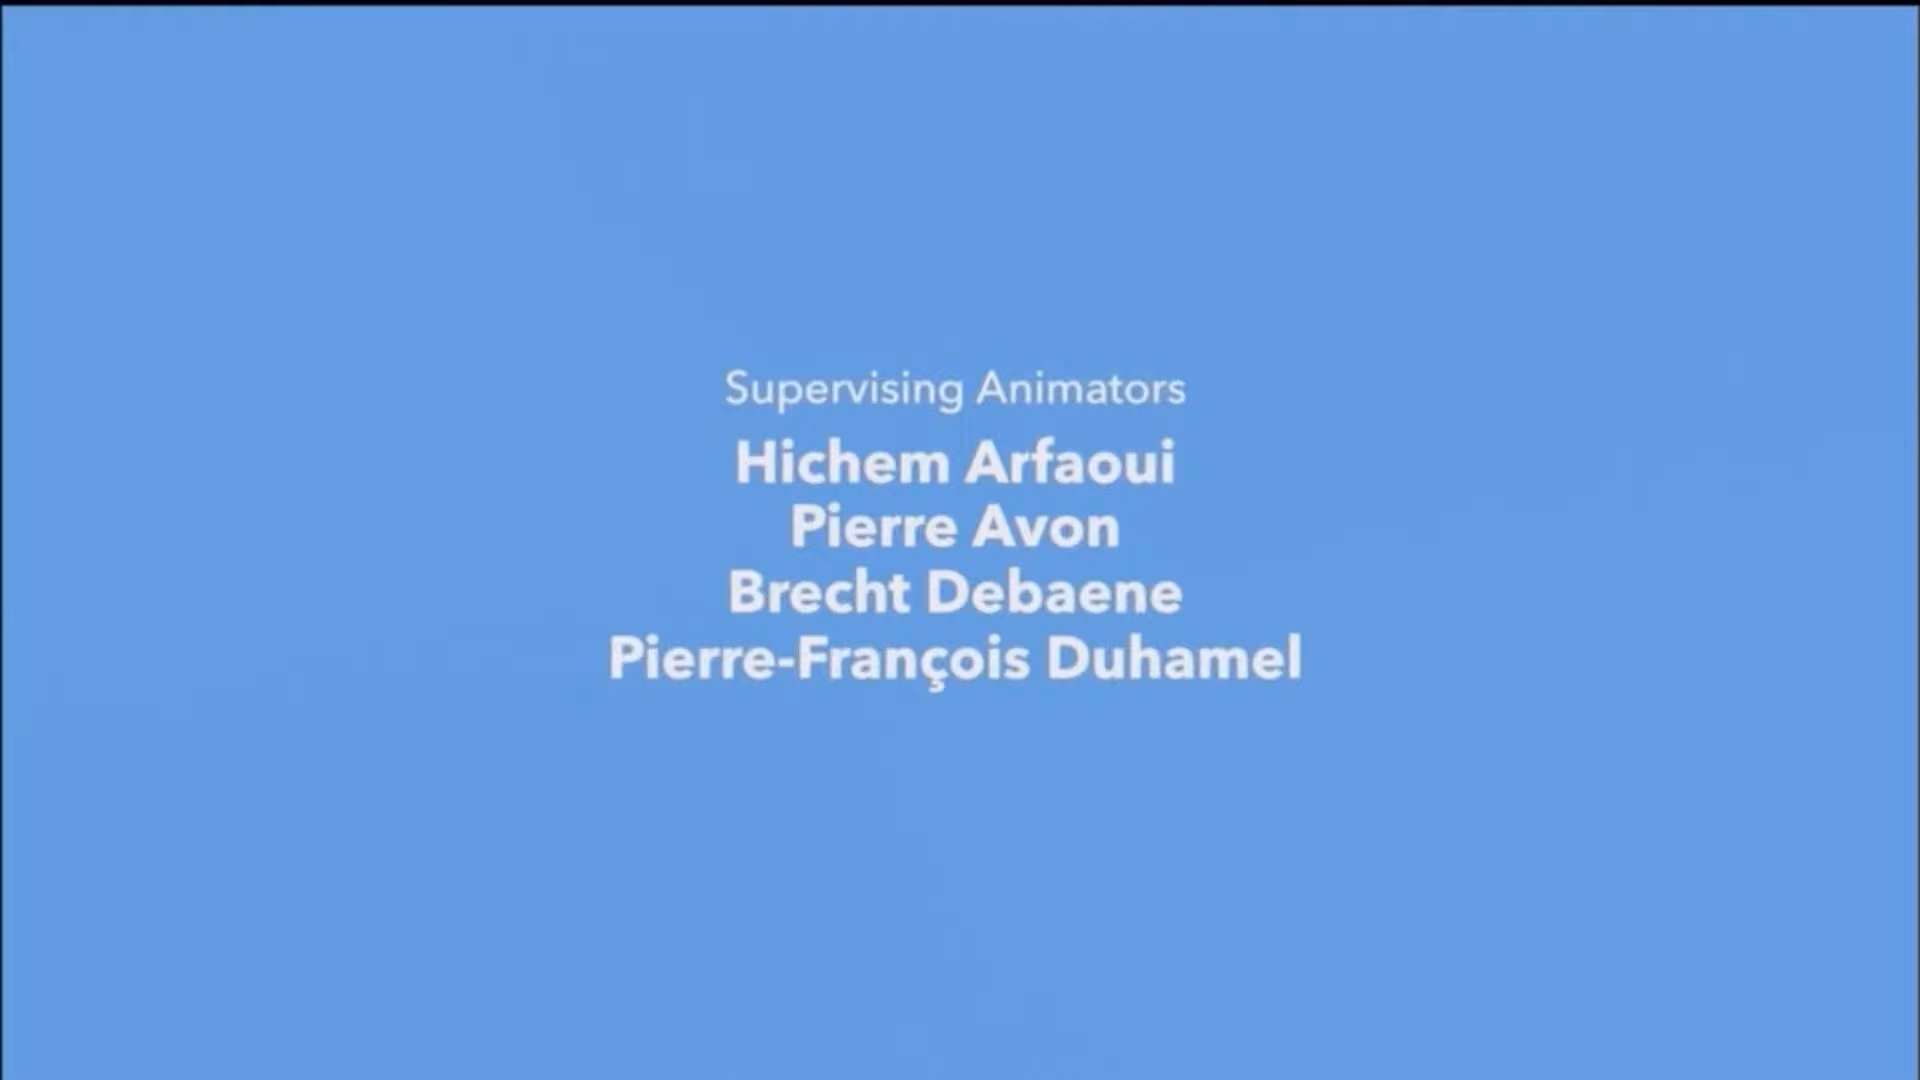 Supervising Animators
Hichem Arfaoui
Pierre Avon
Brecht Debaene
Pierre-François Duhamel